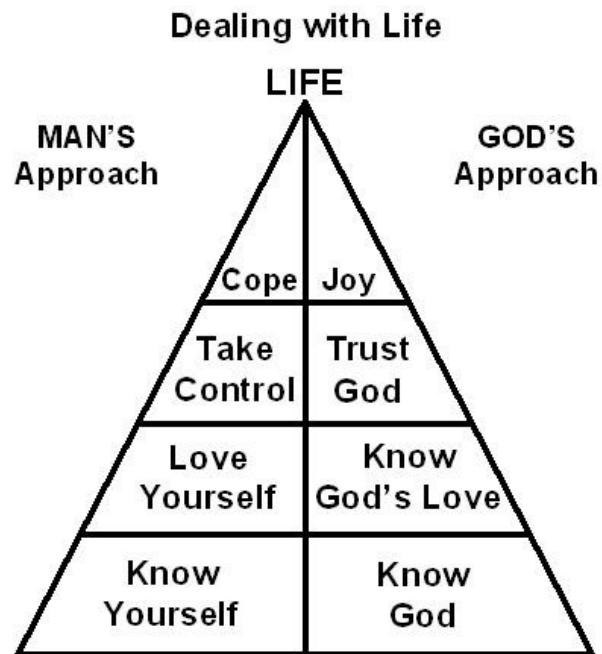 Dealing with Life
LIFE
MAN'S
Approach
GOD'S
Approach
Cope
Joy
Take
Control
Trust
God
Love
Yourself
Know
God's Love
Know
Yourself
Know
God